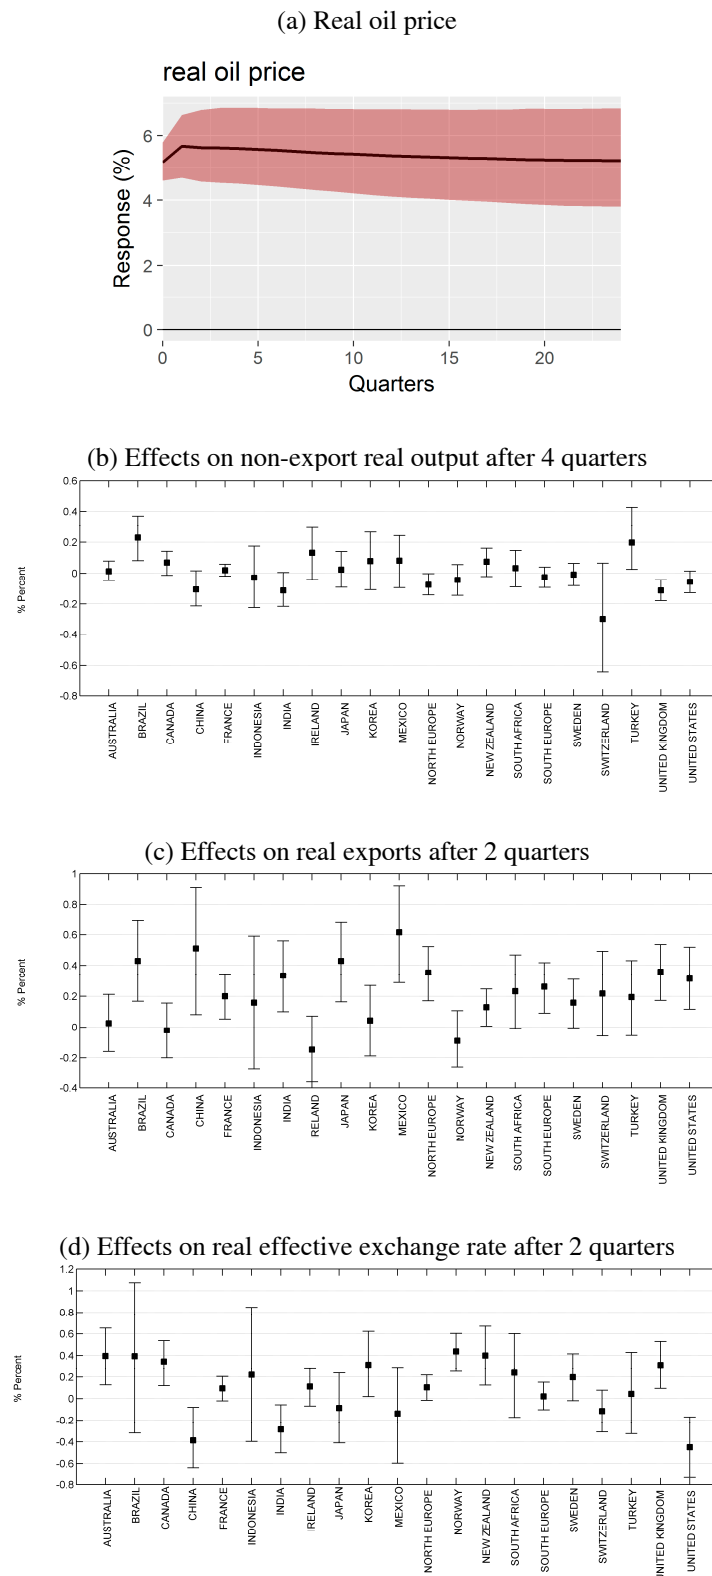 (a) Real oil price
real oil price
Response (%)
6
4
2
0
0 5 10 15 20
Quarters
(b) Effects on non-export real output after 4 quarters
% Percent
0.6
0.4
0.2
0
-0.2
-0.4
-0.6
-0.8
AUSTRALIA
BRAZIL
CANADA
CHINA
FRANCE
INDONESIA
INDIA
IRELAND
JAPAN
KOREA
MEXICO
NORTH EUROPE
NORWAY
NEW ZEALAND
SOUTH AFRICA
SOUTH EUROPE
SWEDEN
SWITZERLAND
TURKEY
UNITED KINGDOM
UNITED STATES
(c) Effects on real exports after 2 quarters
% Percent
1
0.8
0.6
0.4
0.2
0
-0.2
-0.4
AUSTRALIA
BRAZIL
CANADA
CHINA
FRANCE
INDONESIA
INDIA
RELAND
JAPAN
KOREA
MEXICO
NORTH EUROPE
NORWAY
NEW ZEALAND
SOUTH AFRICA
SOUTH EUROPE
SWEDEN
SWITZERLAND
TURKEY
UNITED KINGDOM
UNITED STATES
(d) Effects on real effective exchange rate after 2 quarters
% Percent
1.2
1
0.8
0.6
0.4
0.2
0
-0.2
-0.4
-0.6
-0.8
AUSTRALIA
BRAZIL
CANADA
CHINA
FRANCE
INDONESIA
INDIA
IRELAND
JAPAN
KOREA
MEXICO
NORTH EUROPE
NORWAY
NEW ZEALAND
SOUTH AFRICA
SOUTH EUROPE
SWEDEN
SWITZERLAND
TURKEY
UNITED KINGDOM
UNITED STATES